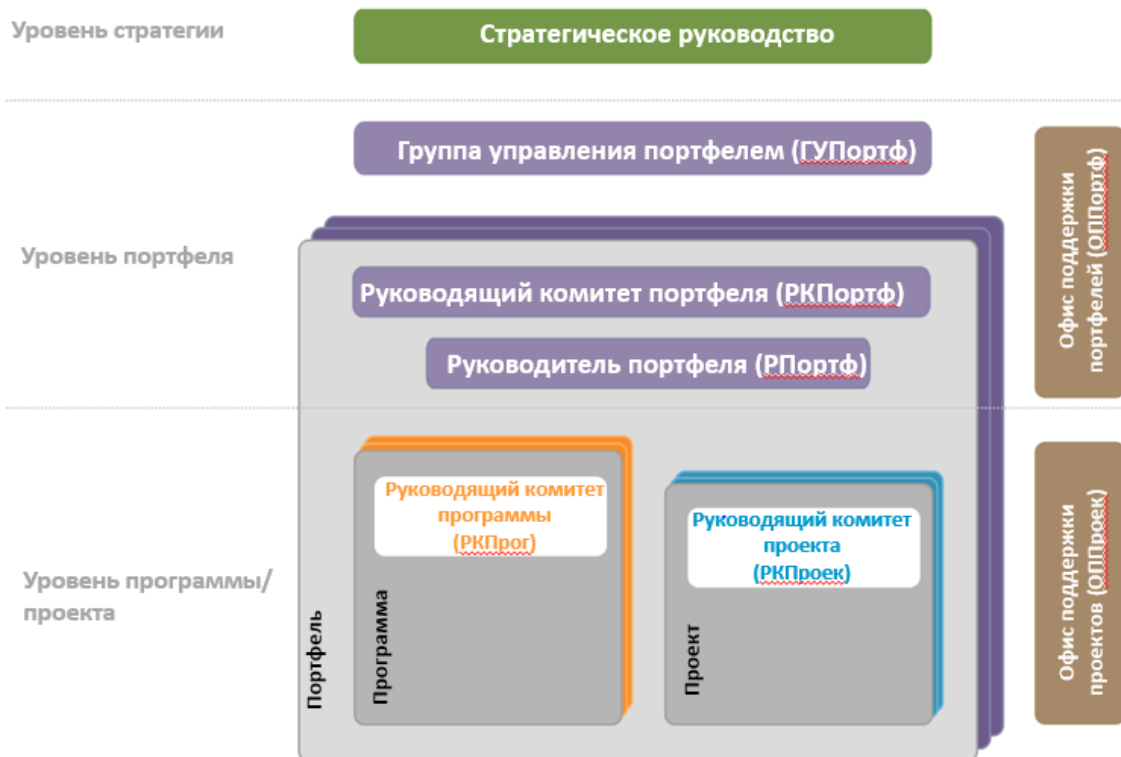 Уровень стратегии
Стратегическое руководство
Группа управления портфелем (ГУПортф)
Офис поддержки
портфелей (ОППортф)
Уровень портфеля
Руководящий комитет портфеля (РКПортф)
Руководитель портфеля (РПортф)
Уровень программы/
проекта
Портфель
Программа
Руководящий комитет
программы
(РКПрог)
Проект
Руководящий комитет
проекта
(РКПроек)
Офис поддержки
проектов (ОППроек)